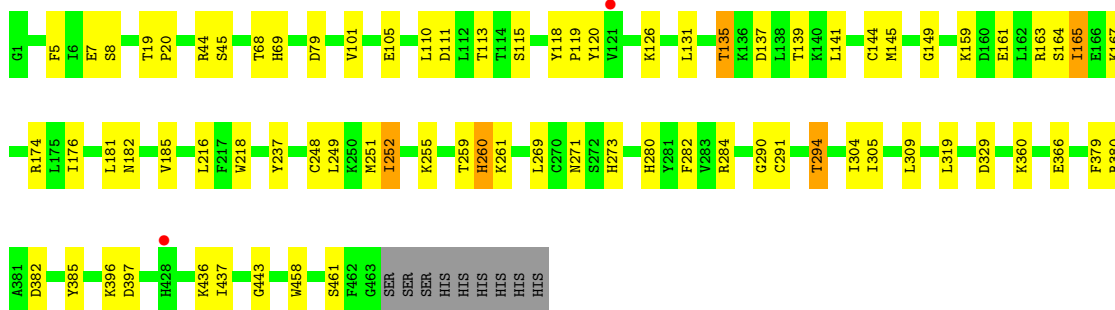 G1 F5 I6 E7 S8 T19 P20 R44 S45 T68 H69 D79 V101 E105 L110 D111 L112 T113 T114 S115 Y118 P119 Y120 V121 K126 L131 T135 K136 D137 L138 T139 K140 L141 C144 M145 G149 K159 D160 E161 L162 R163 S164 I165 E166 K167
R174 L175 I176 L181 N182 V185 L216 F217 W218 Y237 C248 L249 K250 M251 I252 K255 T259 H260 K261 L269 C270 N271 S272 H273 H280 Y281 F282 V283 R284 G290 C291 T294 I304 I305 L309 L319 D329 K360 E366 F379 R380
A381 D382 Y385 K396 D397 H428 K436 I437 G443 W458 S461 F462 G463 SER SER SER HIS HIS HIS HIS HIS HIS